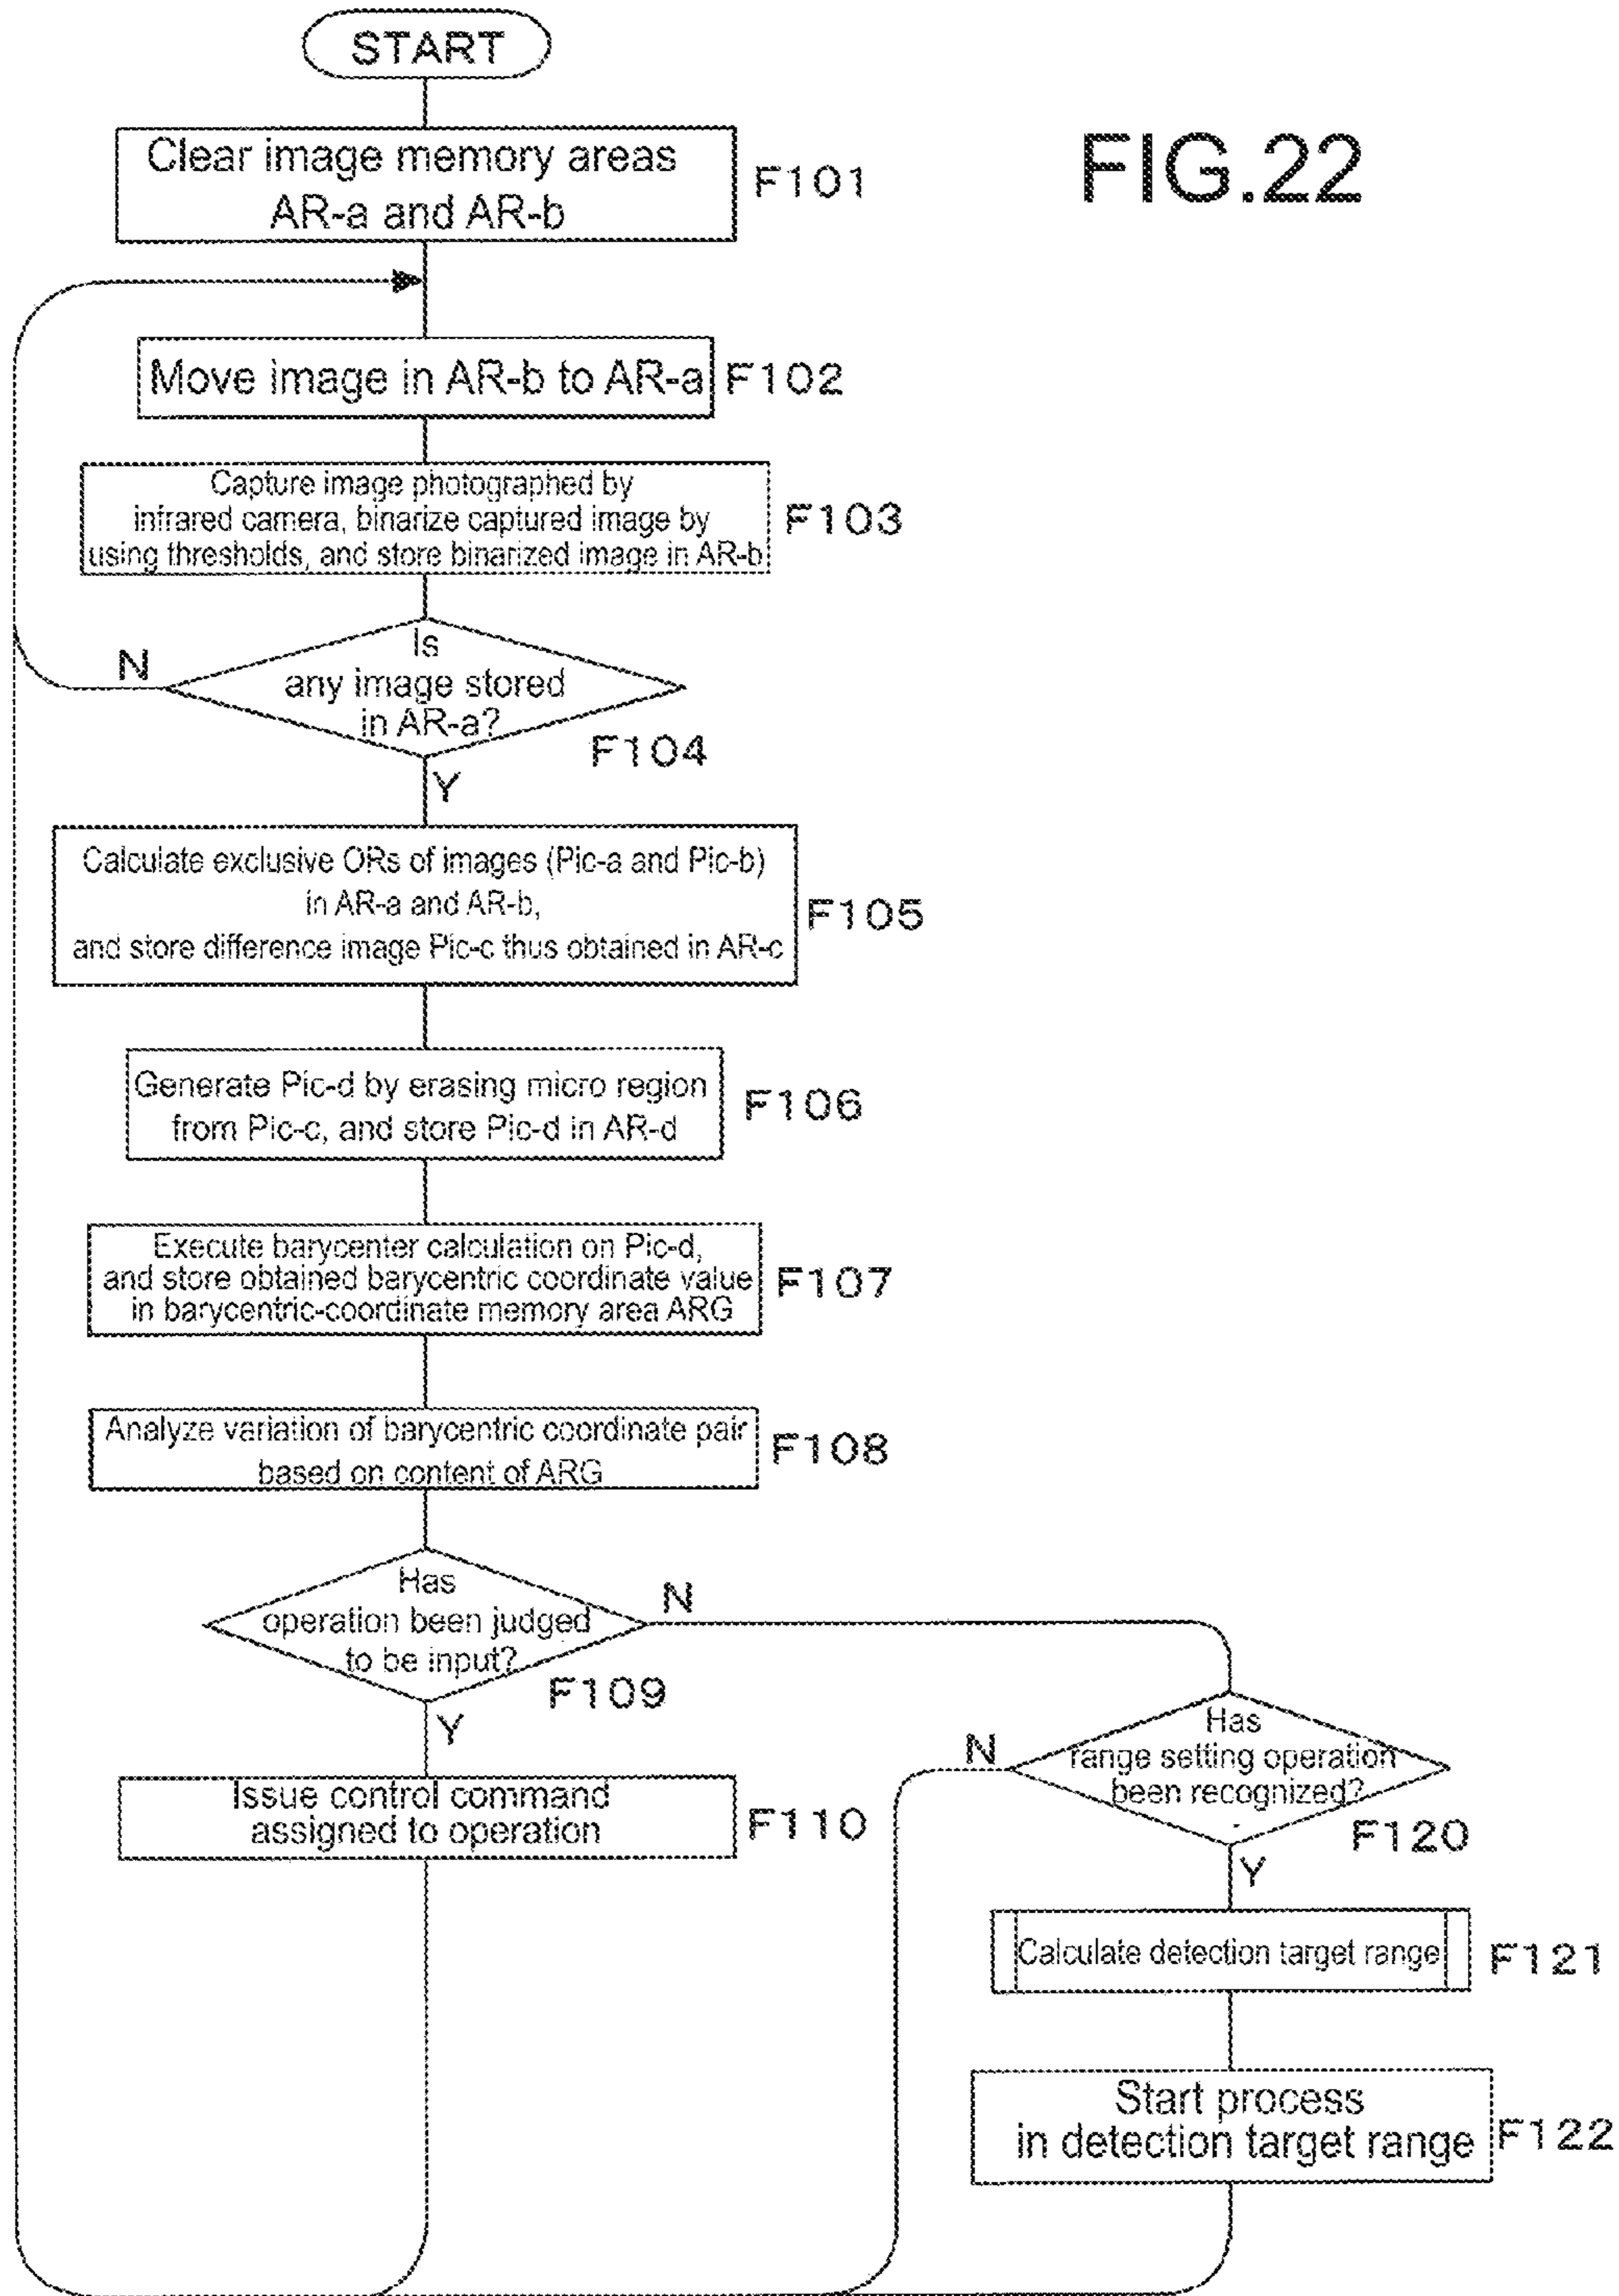 START
FIG.22
Clear image memory areas
AR-a and AR-b
F101
Move image in AR-b to AR-a
F102
Capture image photographed by
infrared camera, binarize captured image by
using thresholds, and store binarized image in AR-b
F103
Is
any image stored
in AR-a?
N
F104
Y
Calculate exclusive ORs of images (Pic-a and Pic-b)
in AR-a and AR-b,
and store difference image Pic-c thus obtained in AR-c
F105
Generate Pic-d by erasing micro region
from Pic-c, and store Pic-d in AR-d
F106
Execute barycenter calculation on Pic-d,
and store obtained barycentric coordinate value
in barycentric-coordinate memory area ARG
F107
Analyze variation of barycentric coordinate pair
based on content of ARG
F108
Has
operation been judged
to be input?
N
F109
Y
Issue control command
assigned to operation
F110
Has
range setting operation
been recognized?
N
F120
Y
Calculate detection target range
F121
Start process
in detection target range
F122